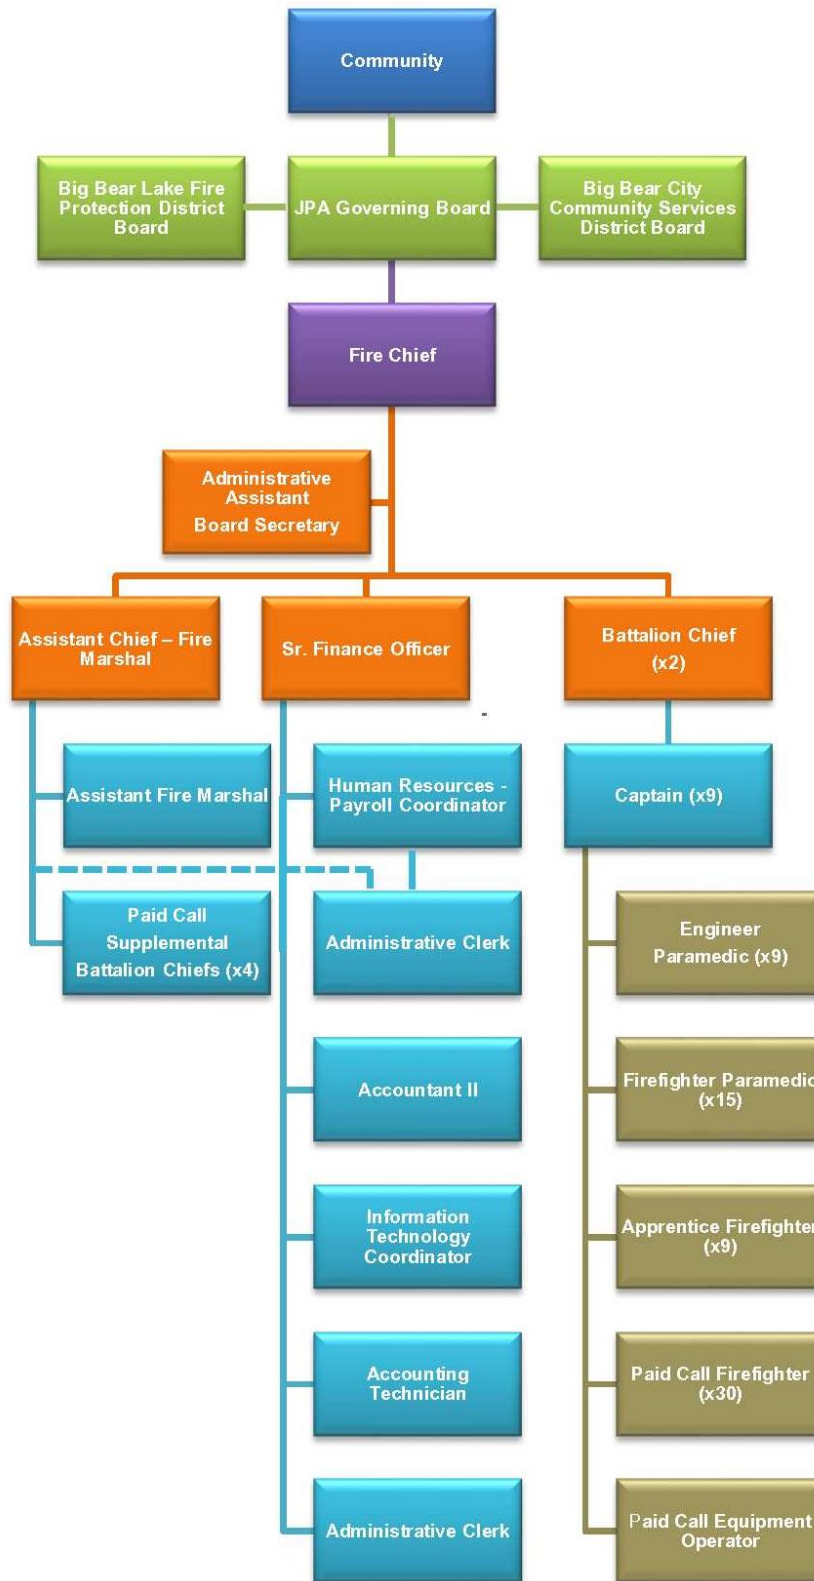 Community
Big Bear Lake Fire
Protection District
Board
JPA Governing Board
Big Bear City
Community Services
District Board
Fire Chief
Administrative
Assistant
Board Secretary
Assistant Chief – Fire
Marshal
Sr. Finance Officer
Battalion Chief
(x2)
Assistant Fire Marshal
Human Resources -
Payroll Coordinator
Captain (x9)
Paid Call
Supplemental
Battalion Chiefs (x4)
Administrative Clerk
Engineer
Paramedic (x9)
Accountant II
Firefighter Paramedic
(x15)
Information
Technology
Coordinator
Apprentice Firefighter
(x9)
Accounting
Technician
Paid Call Firefighter
(x30)
Administrative Clerk
Paid Call Equipment
Operator